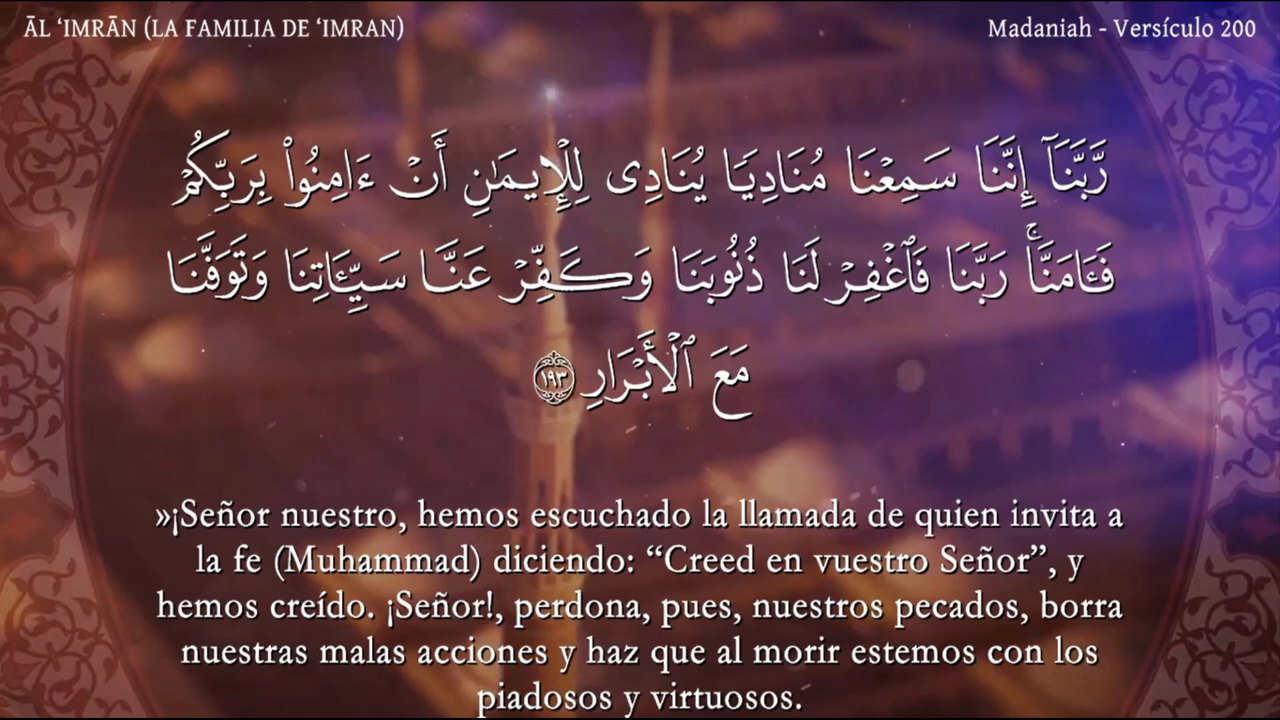 ĀL ‘IMRĀN (LA FAMILIA DE ‘IMRAN)
Madaniah - Versículo 200
رَّبَّنَآ إِنَّنَا سَمِعْنَا مُنَادِيًا يُنَادِى لِلْإِيمَٰنِ أَنْ ءَامِنُوا۟ بِرَبِّكُمْ
فَـَٔامَنَّا ۚ رَبَّنَا فَٱغْفِرْ لَنَا ذُنُوبَنَا وَكَفِّرْ عَنَّا سَيِّـَٔاتِنَا وَتَوَفَّنَا
مَعَ ٱلْأَبْرَارِ ١٩٣
»¡Señor nuestro, hemos escuchado la llamada de quien invita a
la fe (Muhammad) diciendo: “Creed en vuestro Señor”, y
hemos creído. ¡Señor!, perdona, pues, nuestros pecados, borra
nuestras malas acciones y haz que al morir estemos con los
piadosos y virtuosos.